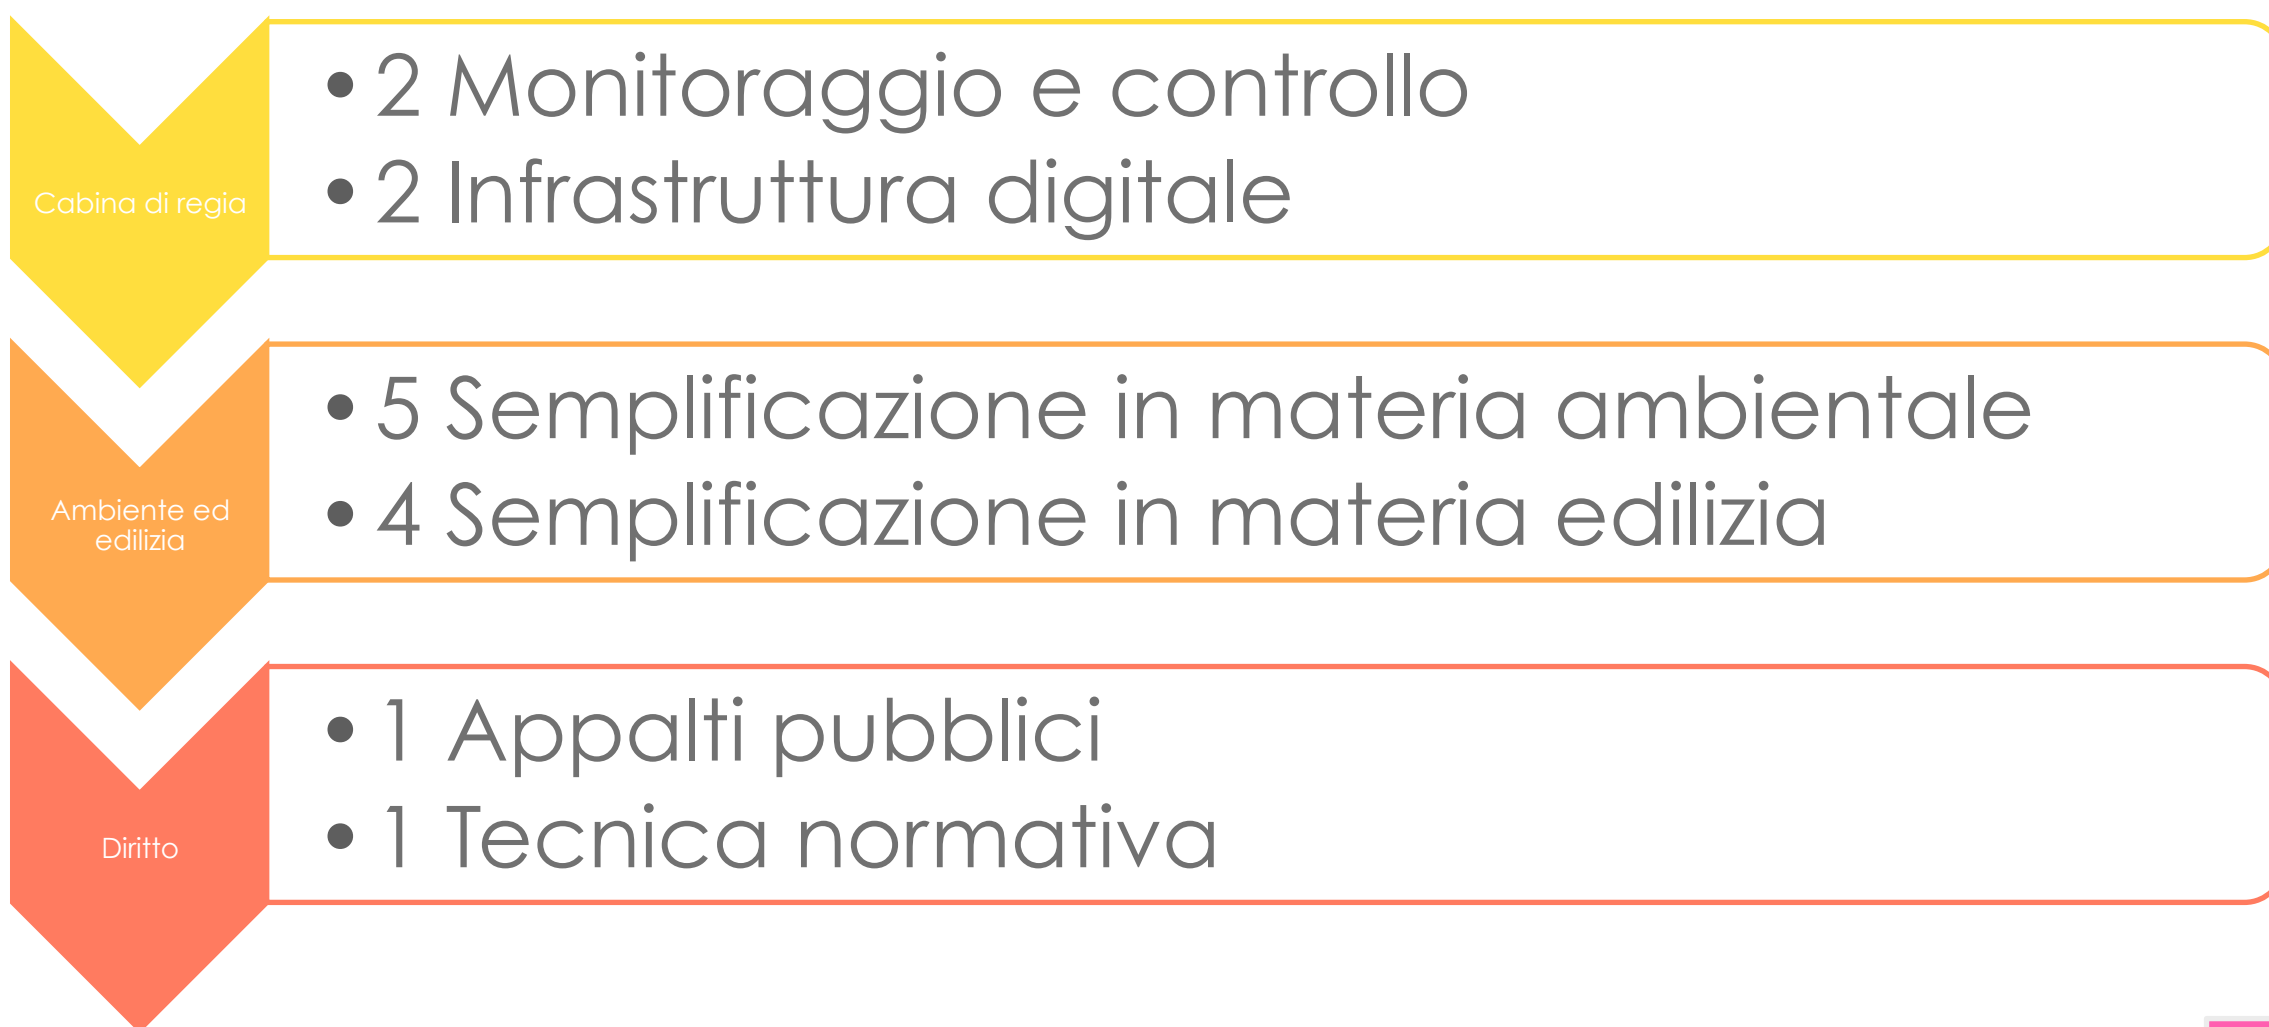 Cabina di regia
• 2 Monitoraggio e controllo
• 2 Infrastruttura digitale
Ambiente ed
edilizia
• 5 Semplificazione in materia ambientale
• 4 Semplificazione in materia edilizia
Diritto
• 1 Appalti pubblici
• 1 Tecnica normativa